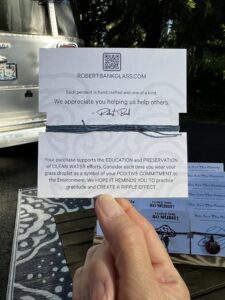 ROBERTBANKGLASS.COM
Each pendant is hand crafted and one of a kind.
We appreciate you helping us help others.
- Robert Bank
Your purchase supports the EDUCATION and PRESERVATION
of CLEAN WATER efforts. Consider each time you wear your
glass droplet as a symbol of your POSITIVE COMMITMENT to
the Environment. We HOPE IT REMINDS YOU TO practice
gratitude and CREATE A RIPPLE EFFECT.